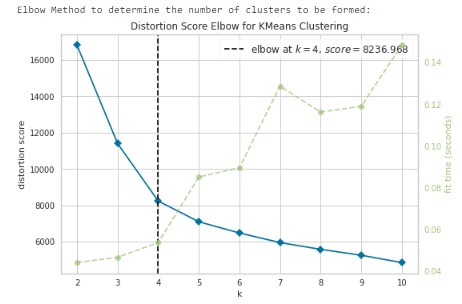 Elbow Method to determine the number of clusters to be formed:
Distortion Score Elbow for KMeans Clustering
elbow at k = 4, score = 8236.968
16000
14000
12000
10000
8000
6000
distortion score
0.14
0.12
0.10
0.08
0.06
0.04
fit time (seconds)
2 3 4 5 6 7 8 9 10
k